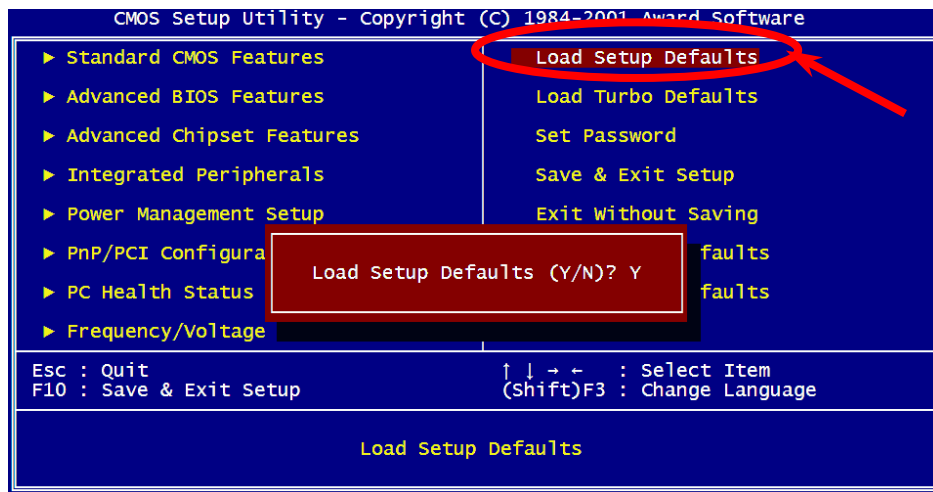 CMOS Setup Utility - Copyright (C) 1984-2001 Award Software
► Standard CMOS Features
► Advanced BIOS Features
► Advanced Chipset Features
► Integrated Peripherals
► Power Management Setup
► PnP/PCI Configura
► PC Health Status
► Frequency/Voltage
Load Setup Defaults
Load Turbo Defaults
Set Password
Save & Exit Setup
Exit Without Saving
faults
faults
Load Setup Defaults (Y/N)? Y
Esc : Quit
F10 : Save & Exit Setup
↑ ↓ → ← : Select Item
(Shift)F3 : Change Language
Load Setup Defaults